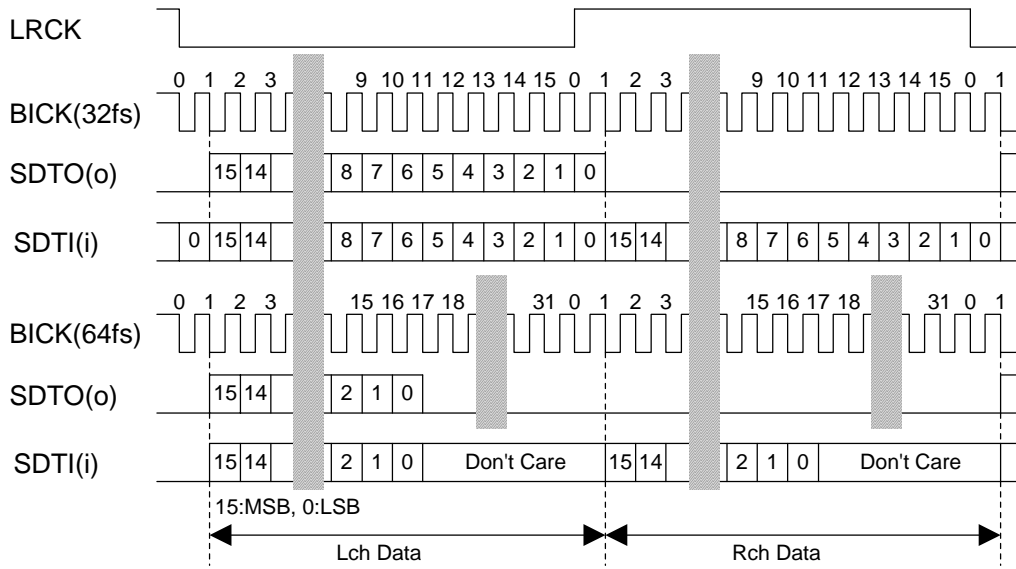 LRCK
0 1 2 3 9 10 11 12 13 14 15 0 1 2 3 9 10 11 12 13 14 15 0 1
BICK(32fs)
SDTO(o) 15 14 8 7 6 5 4 3 2 1 0
SDTI(i) 0 15 14 8 7 6 5 4 3 2 1 0 15 14 8 7 6 5 4 3 2 1 0
0 1 2 3 15 16 17 18 31 0 1 2 3 15 16 17 18 31 0 1
BICK(64fs)
SDTO(o) 15 14 2 1 0
SDTI(i) 15 14 2 1 0 Don't Care 15 14 2 1 0 Don't Care
15:MSB, 0:LSB
Lch Data Rch Data